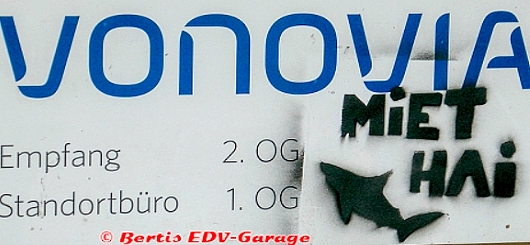 VONOVIA
MiET
HAi
Empfang 2. OG
Standortbüro 1. OG
© Bertis EDV-Garage